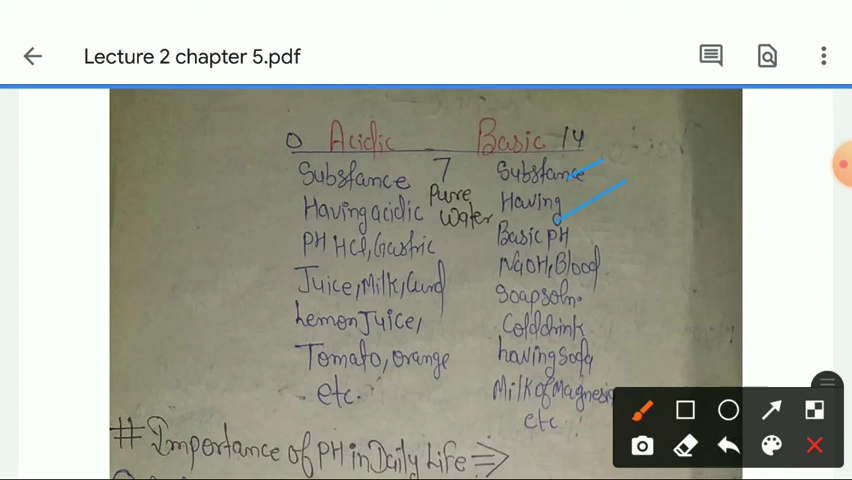 Lecture 2 chapter 5.pdf
0 Acidic Basic 14
7
Pure
Water
Substance
Having acidic
PH HCl, Gastric
Juice, Milk, Curd
Lemon Juice,
Tomato, orange
etc.
Substance
Having
Basic PH
NaOH, Blood
Soap soln.
Colddrink
having Soda
Milk of Magnesia
etc
# Importance of PH in Daily Life ⇒